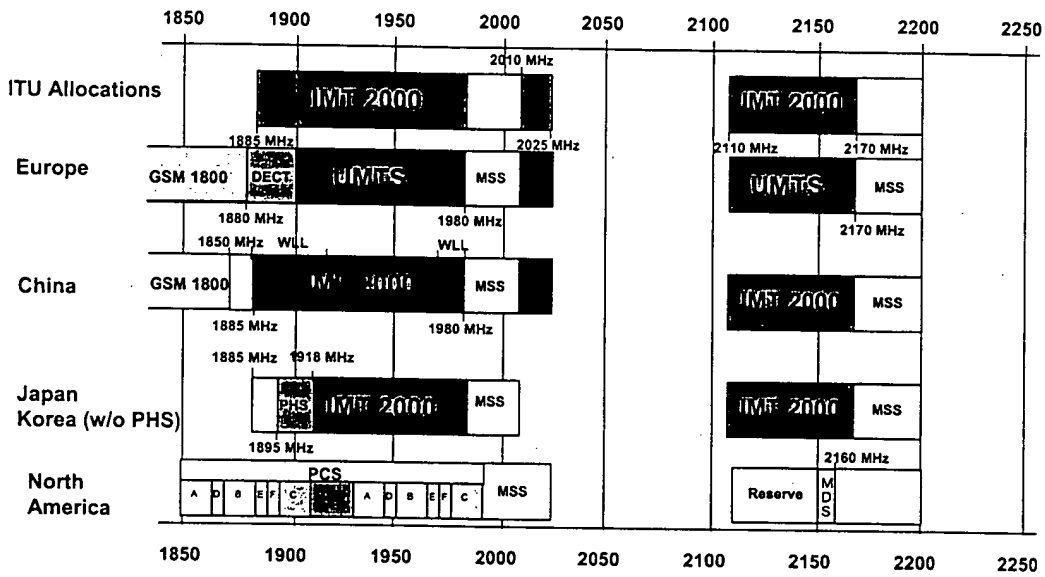 1850 1900 1950 2000 2050 2100 2150 2200 2250
2010 MHz
ITU Allocations IMT 2000 IMT 2000
1885 MHz 2025 MHz 2110 MHz 2170 MHz
Europe GSM 1800 DECT UMTS MSS UMTS MSS
1880 MHz 1980 MHz 2170 MHz
1850 MHz WLL WLL
China GSM 1800 IMT 2000 MSS IMT 2000 MSS
1885 MHz 1980 MHz
1885 MHz 1918 MHz
Japan PHS IMT 2000 MSS IMT 2000 MSS
Korea (w/o PHS)
1895 MHz 2160 MHz
North PCS
America A D B E F C A D B E F C MSS Reserve MDS
1850 1900 1950 2000 2050 2100 2150 2200 2250